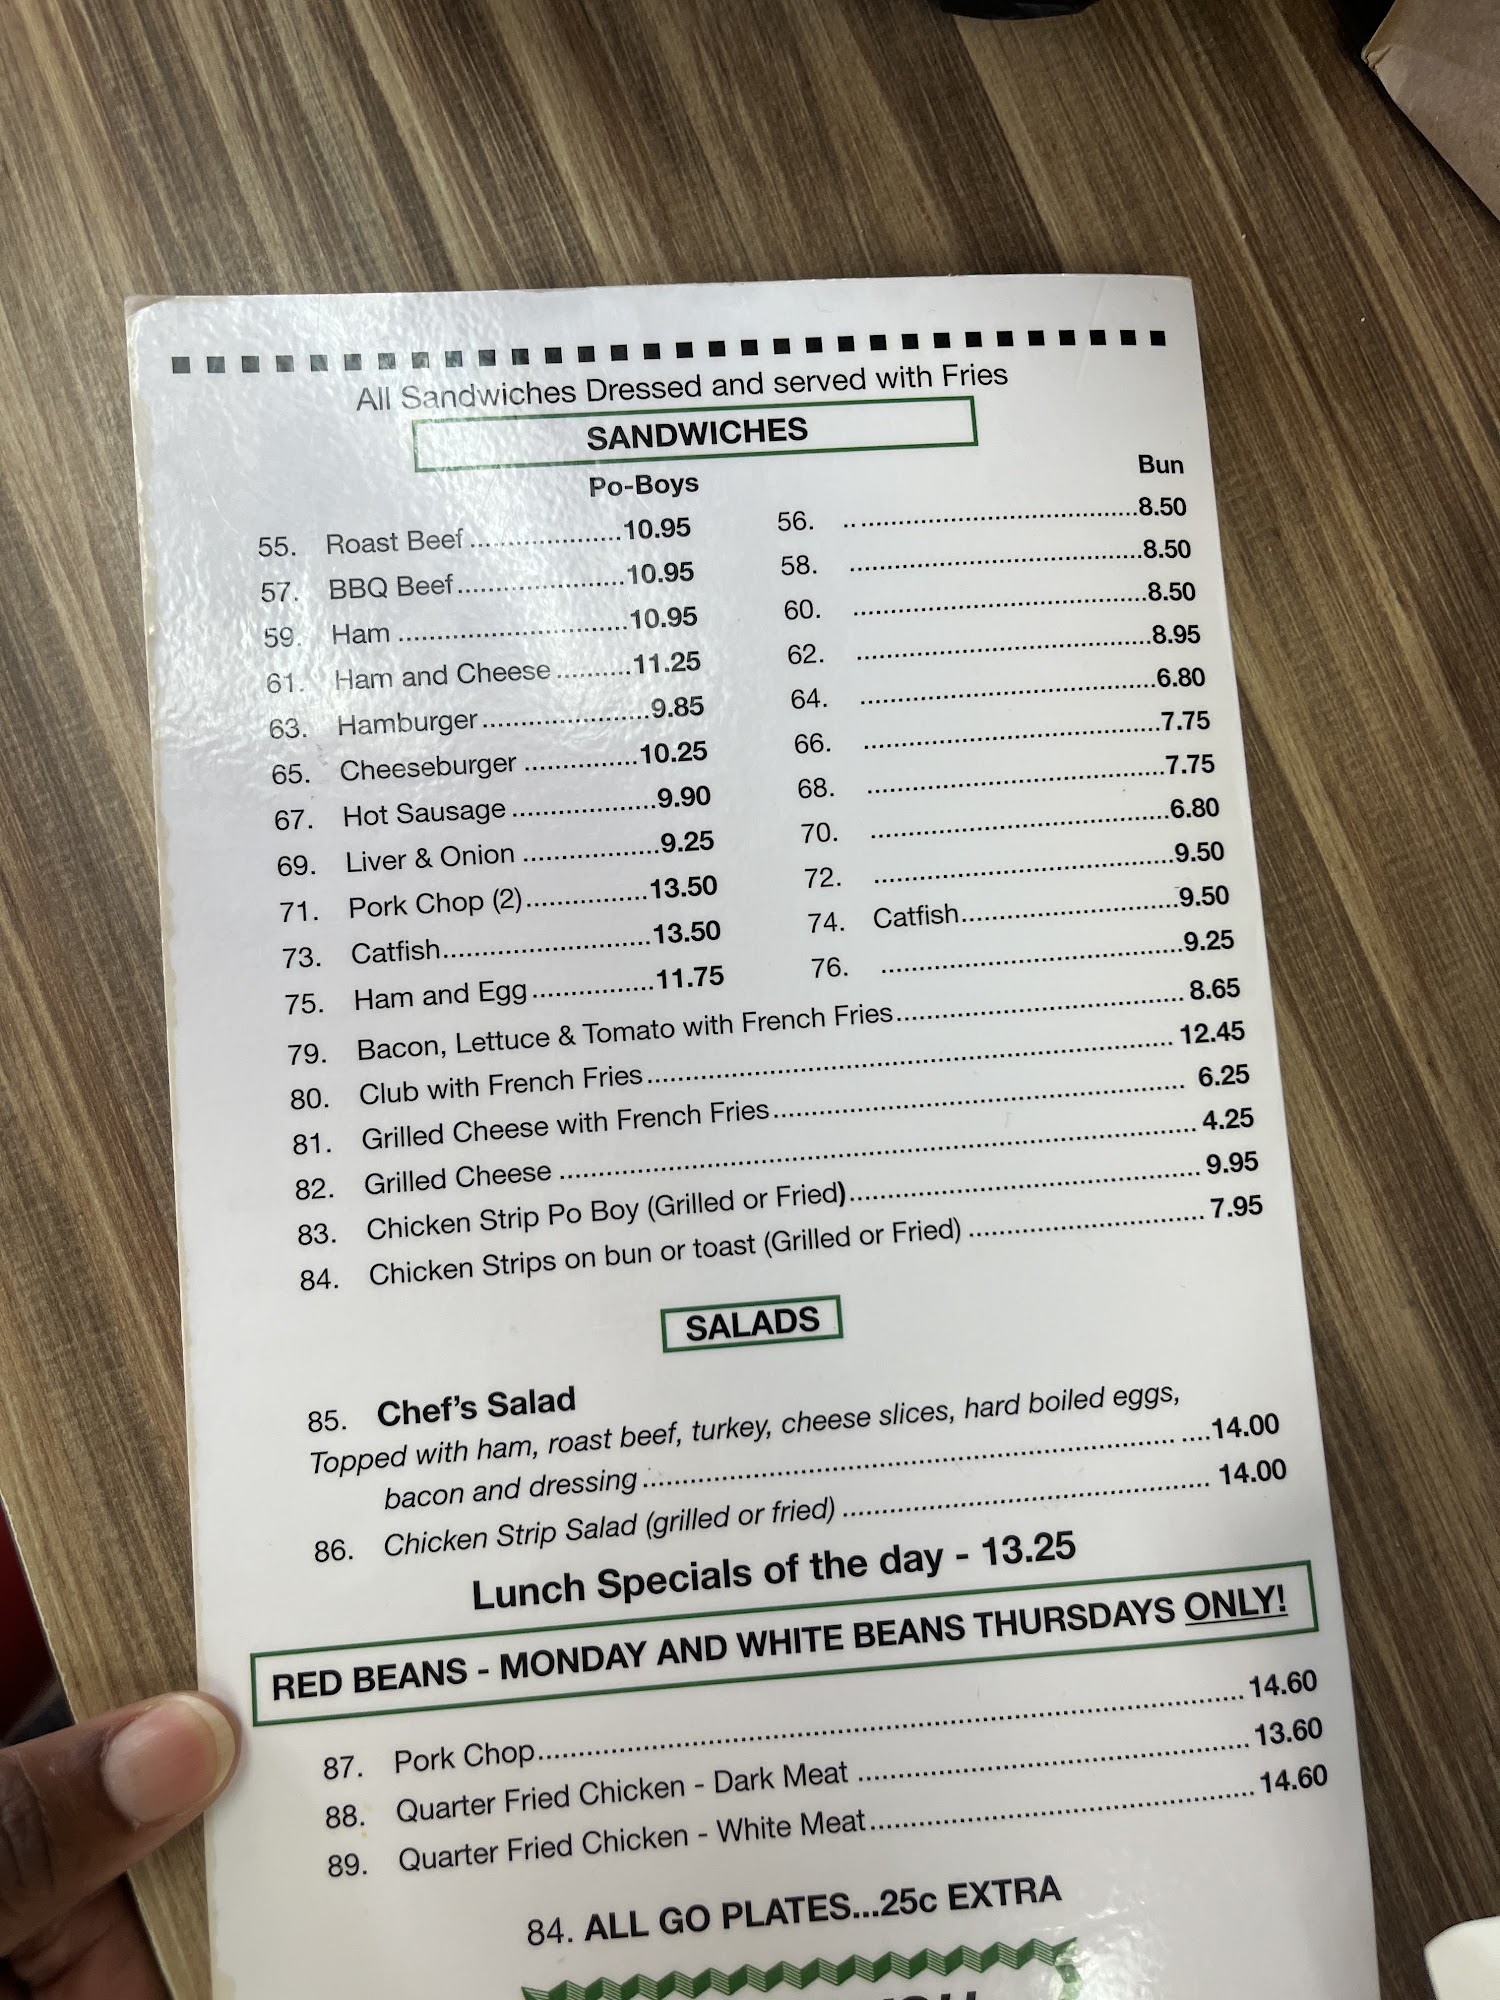 All Sandwiches Dressed and served with Fries
SANDWICHES
Po-Boys Bun
55. Roast Beef....................10.95 56. .....................................8.50
57. BBQ Beef......................10.95 58. .....................................8.50
59. Ham ..............................10.95 60. .....................................8.50
61. Ham and Cheese..........11.25 62. .....................................8.95
63. Hamburger......................9.85 64. .....................................6.80
65. Cheeseburger ...............10.25 66. .....................................7.75
67. Hot Sausage ...................9.90 68. .....................................7.75
69. Liver & Onion ..................9.25 70. .....................................6.80
71. Pork Chop (2)................13.50 72. .....................................9.50
73. Catfish............................13.50 74. Catfish............................9.50
75. Ham and Egg................11.75 76. .....................................9.25
79. Bacon, Lettuce & Tomato with French Fries..................................... 8.65
80. Club with French Fries..................................................................... 12.45
81. Grilled Cheese with French Fries..................................................... 6.25
82. Grilled Cheese .................................................................................. 4.25
83. Chicken Strip Po Boy (Grilled or Fried)............................................. 9.95
84. Chicken Strips on bun or toast (Grilled or Fried) ............................... 7.95
SALADS
85. Chef's Salad
Topped with ham, roast beef, turkey, cheese slices, hard boiled eggs,
bacon and dressing.......................................................................14.00
86. Chicken Strip Salad (grilled or fried) ............................................... 14.00
Lunch Specials of the day - 13.25
RED BEANS - MONDAY AND WHITE BEANS THURSDAYS ONLY!
87. Pork Chop.........................................................................................14.60
88. Quarter Fried Chicken - Dark Meat ..................................................13.60
89. Quarter Fried Chicken - White Meat.................................................14.60
84. ALL GO PLATES...25c EXTRA